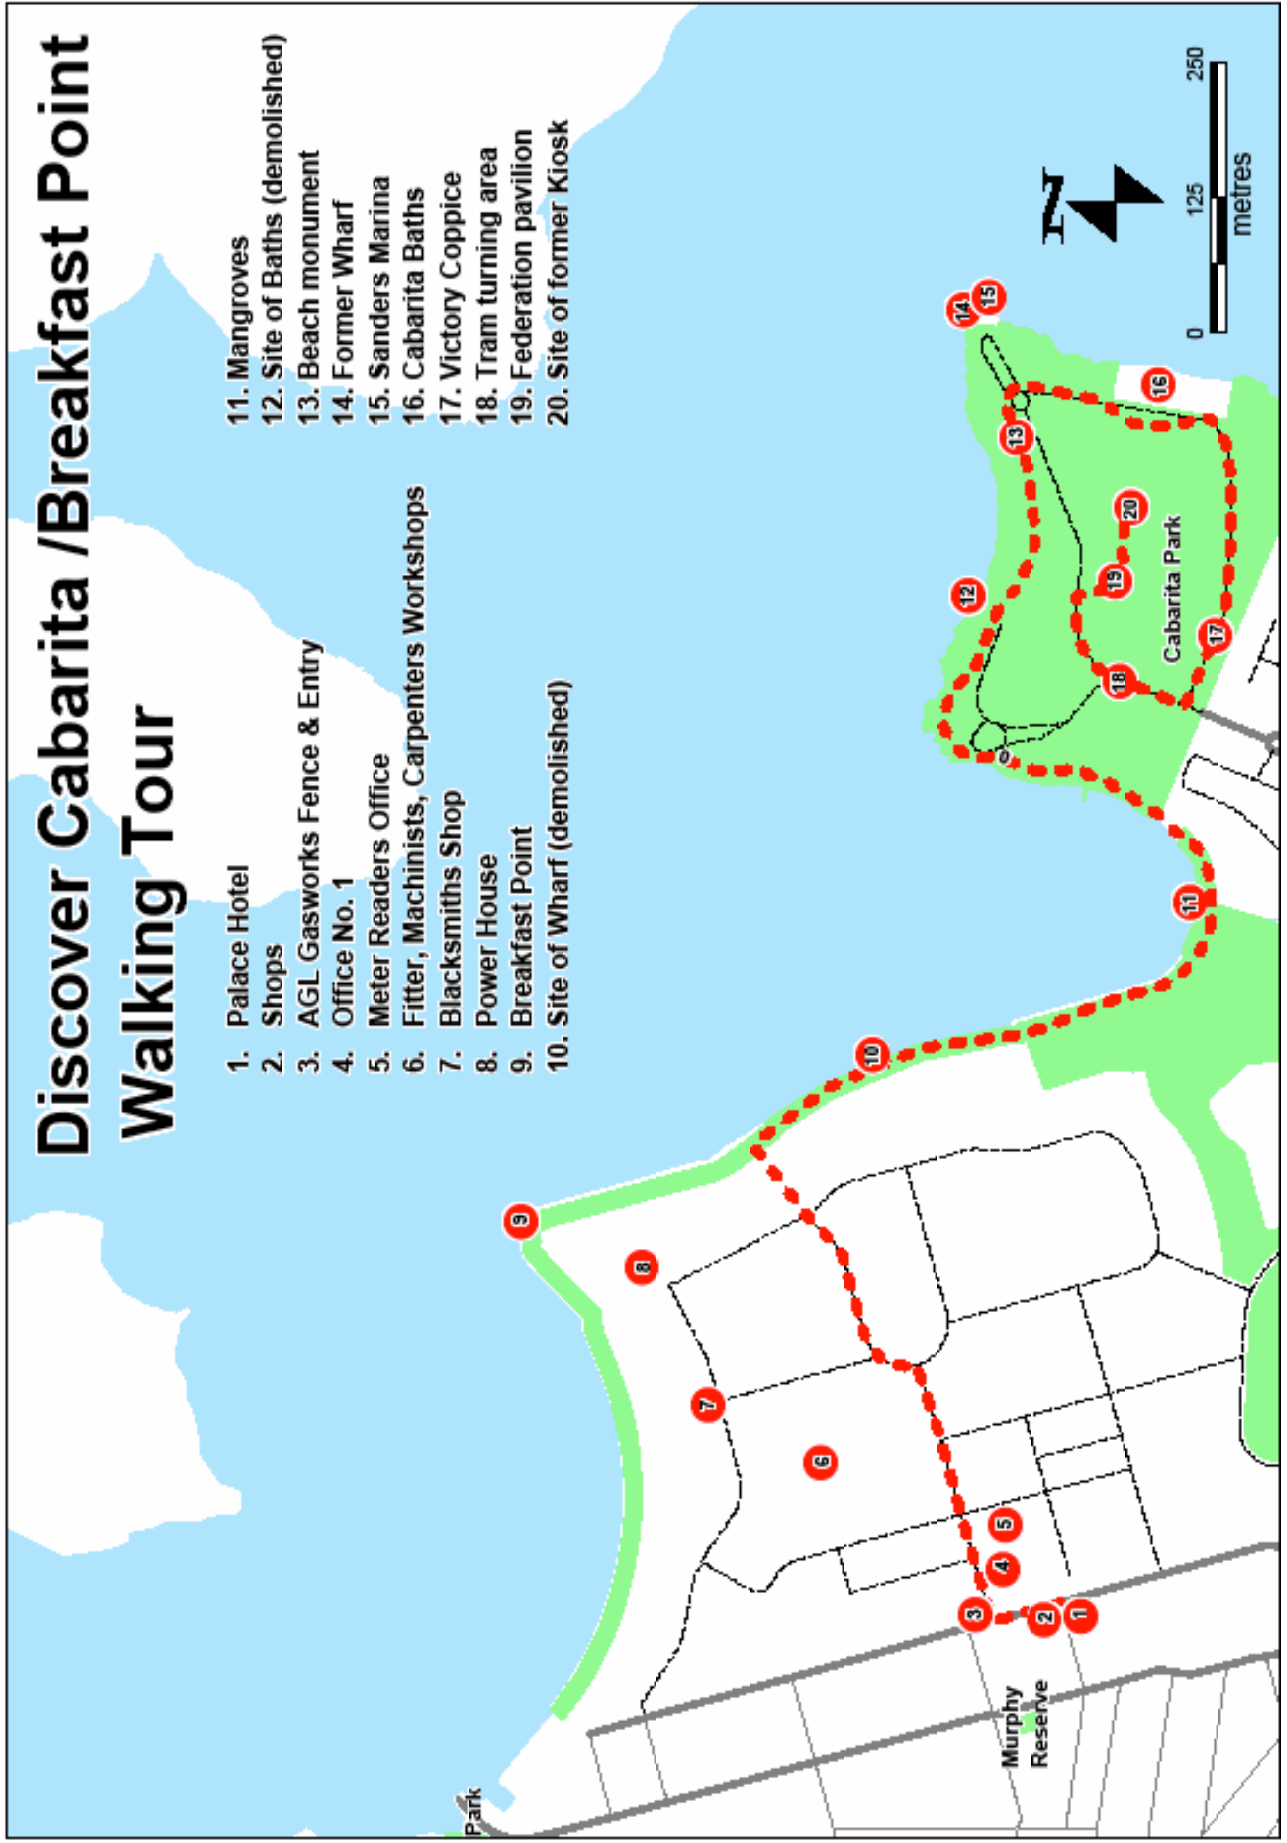 Discover Cabarita /Breakfast Point
Walking Tour
1. Palace Hotel
2. Shops
3. AGL Gasworks Fence & Entry
4. Office No. 1
5. Meter Readers Office
6. Fitter, Machinists, Carpenters Workshops
7. Blacksmiths Shop
8. Power House
9. Breakfast Point
10. Site of Wharf (demolished)
11. Mangroves
12. Site of Baths (demolished)
13. Beach monument
14. Former Wharf
15. Sanders Marina
16. Cabarita Baths
17. Victory Coppice
18. Tram turning area
19. Federation pavilion
20. Site of former Kiosk
Park
9
8
7
6
10
12
14
15
13
N
3
4
5
2
1
Murphy
Reserve
11
18
19
20
16
17
Cabarita Park
0 125 250
metres